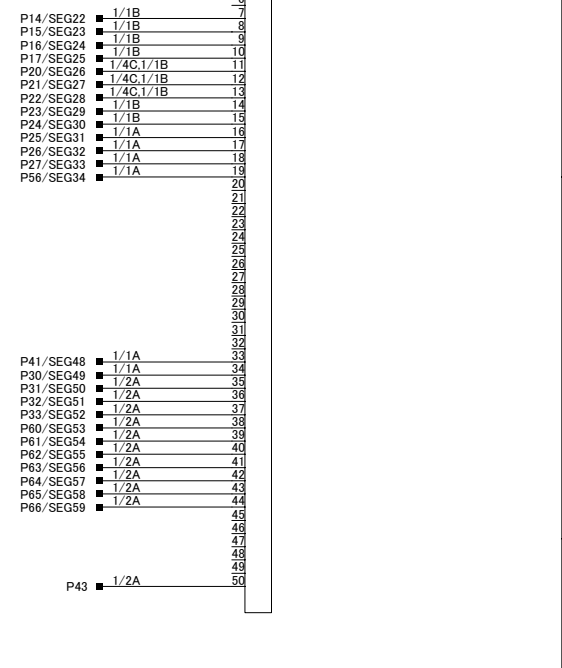 P14/SEG22 1/1B 7
P15/SEG23 1/1B 8
P16/SEG24 1/1B 9
P17/SEG25 1/1B 10
P20/SEG26 1/4C,1/1B 11
P21/SEG27 1/4C,1/1B 12
P22/SEG28 1/4C,1/1B 13
P23/SEG29 1/1B 14
P24/SEG30 1/1B 15
P25/SEG31 1/1A 16
P26/SEG32 1/1A 17
P27/SEG33 1/1A 18
P56/SEG34 1/1A 19
20
21
22
23
24
25
26
27
28
29
30
31
32
P41/SEG48 1/1A 33
P30/SEG49 1/1A 34
P31/SEG50 1/2A 35
P32/SEG51 1/2A 36
P33/SEG52 1/2A 37
P60/SEG53 1/2A 38
P61/SEG54 1/2A 39
P62/SEG55 1/2A 40
P63/SEG56 1/2A 41
P64/SEG57 1/2A 42
P65/SEG58 1/2A 43
P66/SEG59 1/2A 44
45
46
47
48
49
P43 1/2A 50